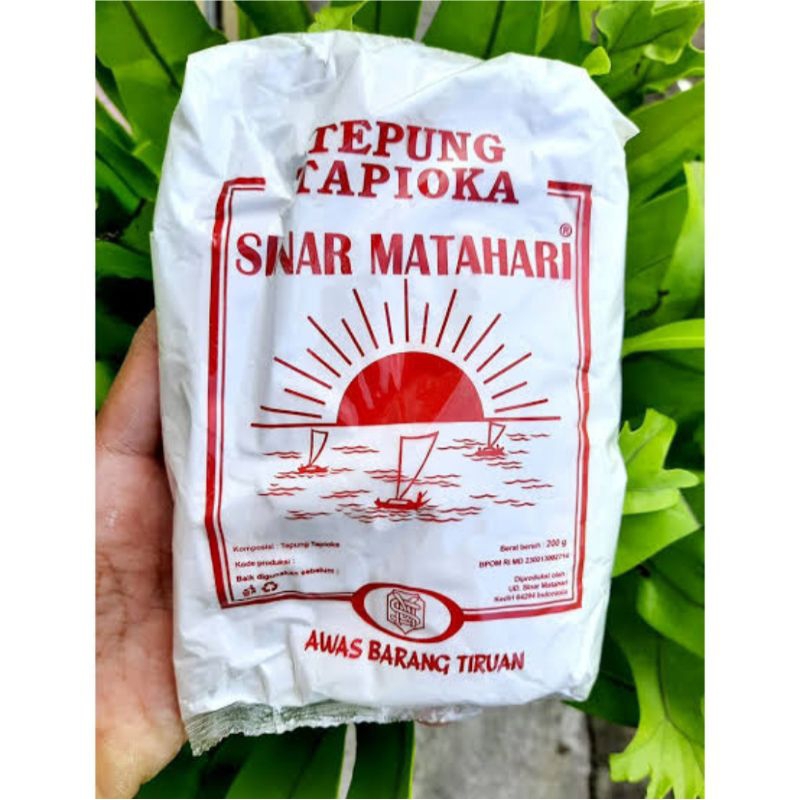 TEPUNG
TAPIOKA
SINAR MATAHARI®
Komposisi : Tepung Tapioka
Kode produksi :
Baik digunakan sebelum :
Berat bersih : 200 g
BPOM RI MD 230013002714
Diproduksi oleh :
UD. Sinar Matahari
Kediri 64294 Indonesia
AWAS BARANG TIRUAN